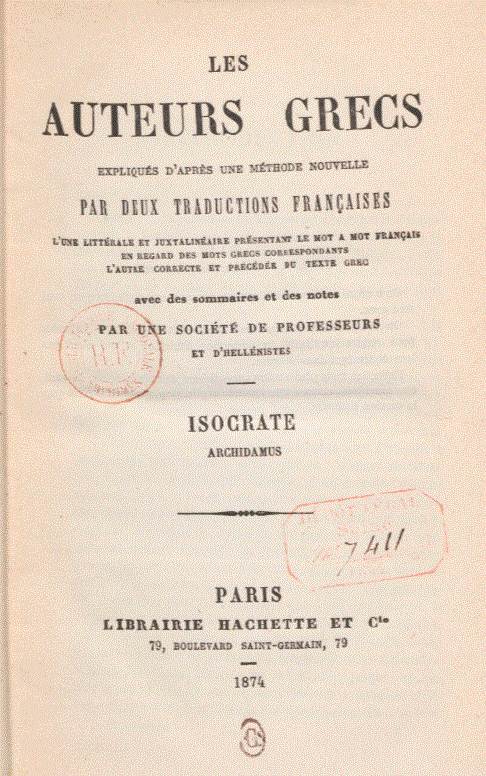 LES
AUTEURS GRECS
EXPLIQUÉS D'APRÈS UNE MÉTHODE NOUVELLE
PAR DEUX TRADUCTIONS FRANÇAISES
L'UNE LITTÉRALE ET JUXTALINÉAIRE PRÉSENTANT LE MOT A MOT FRANÇAIS
EN REGARD DES MOTS GRECS CORRESPONDANTS
L'AUTRE CORRECTE ET PRÉCÉDÉE DU TEXTE GREC
avec des sommaires et des notes
PAR UNE SOCIÉTÉ DE PROFESSEURS
ET D'HELLÉNISTES
ISOCRATE
ARCHIDAMUS
7411
PARIS
LIBRAIRIE HACHETTE ET Cie
79, BOULEVARD SAINT-GERMAIN, 79
1874